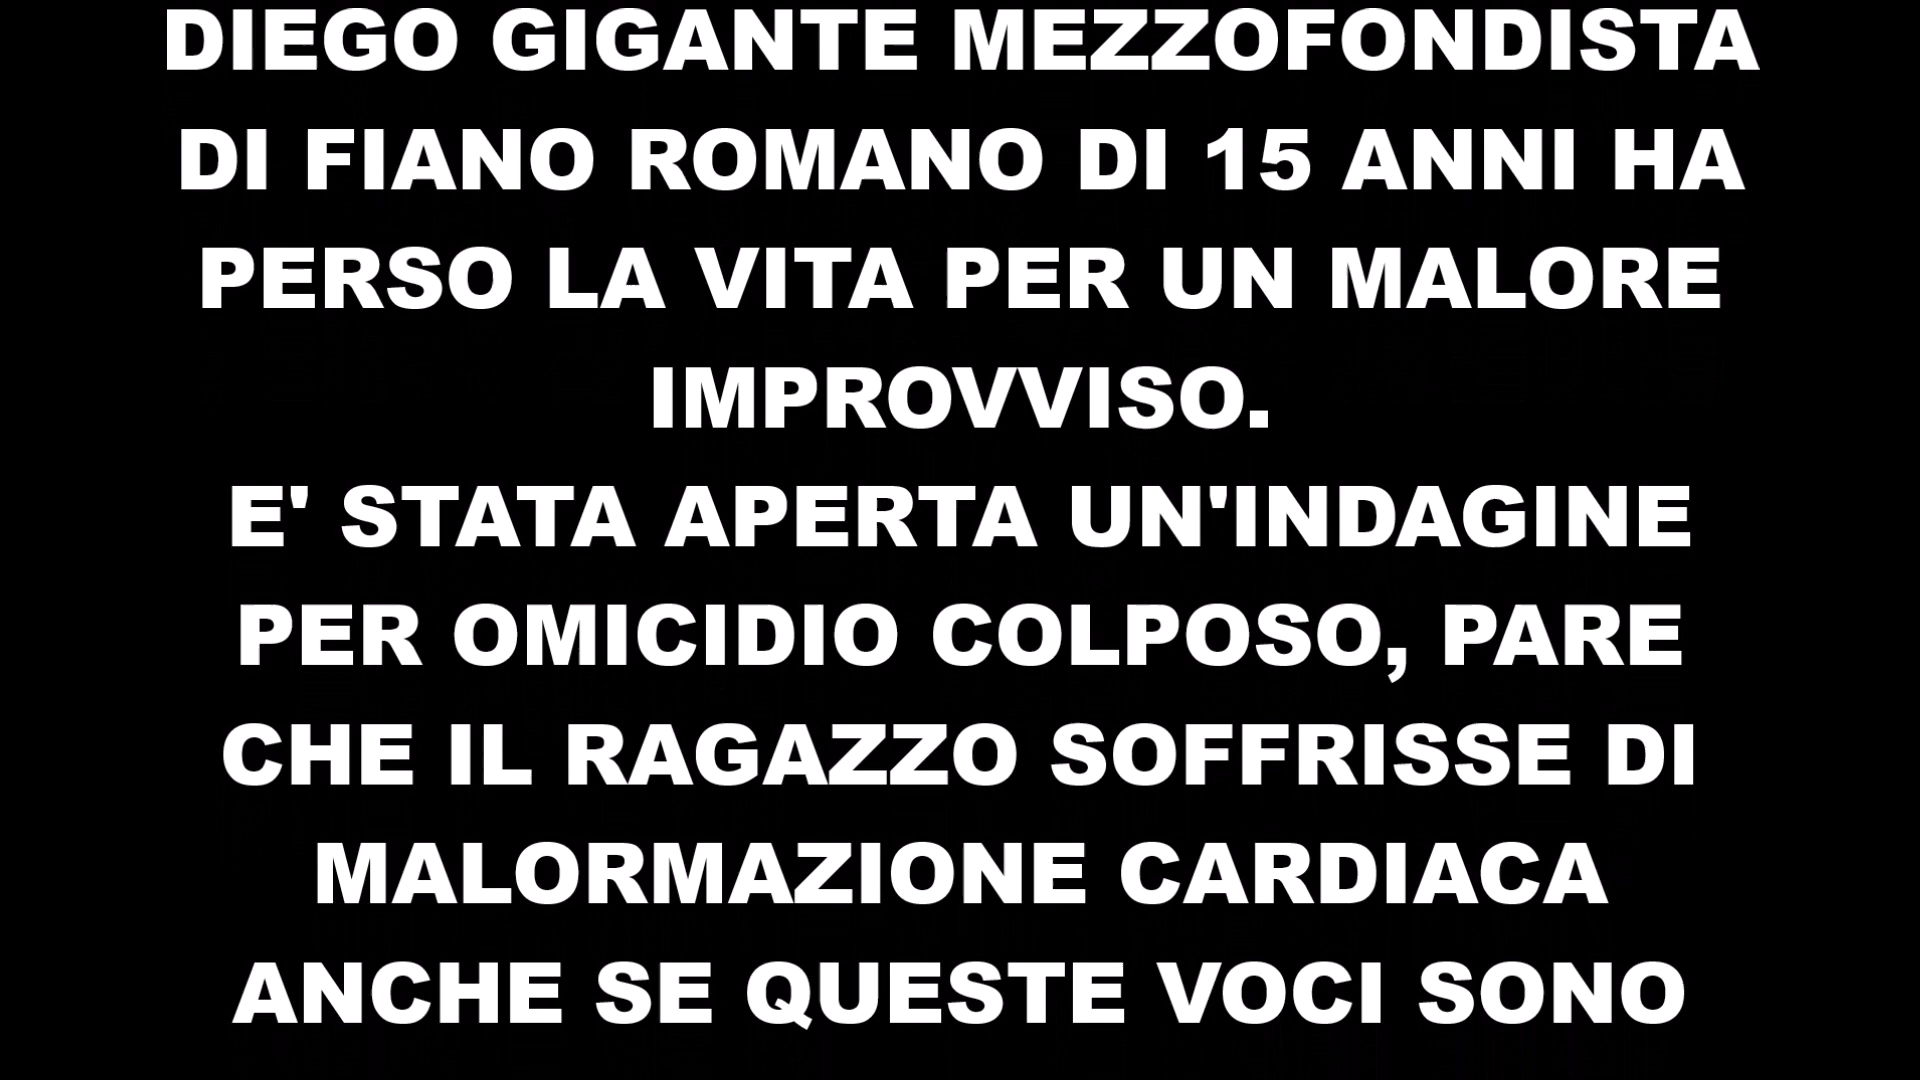 DIEGO GIGANTE MEZZOFONDISTA
DI FIANO ROMANO DI 15 ANNI HA
PERSO LA VITA PER UN MALORE
IMPROVVISO.
E' STATA APERTA UN'INDAGINE
PER OMICIDIO COLPOSO, PARE
CHE IL RAGAZZO SOFFRISSE DI
MALORMAZIONE CARDIACA
ANCHE SE QUESTE VOCI SONO